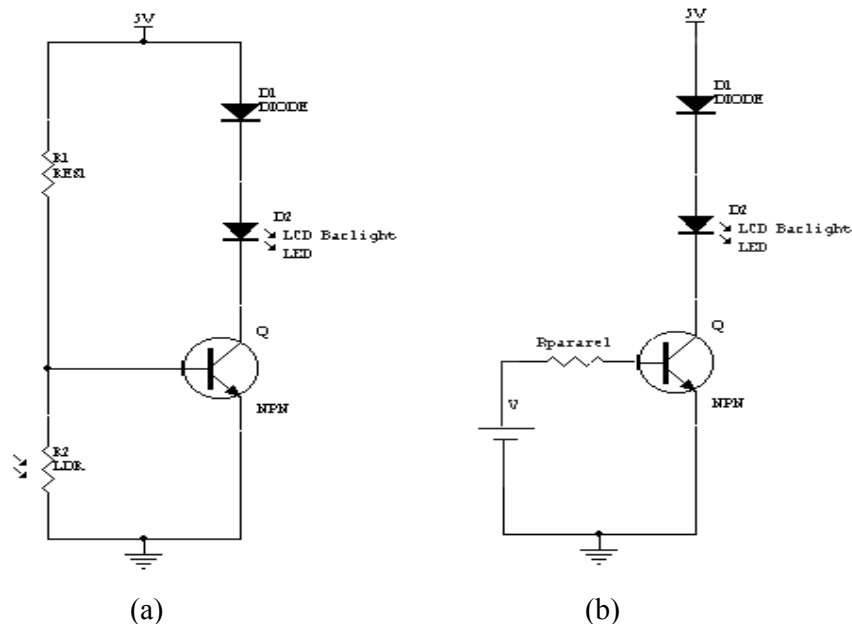 5V
D1
DIODE
R1
RES1
D2
LCD Baclight
LED
Q
NPN
R2
LDR
(a)
5V
D1
DIODE
D2
LCD Baclight
LED
Rpararel
Q
V
NPN
(b)